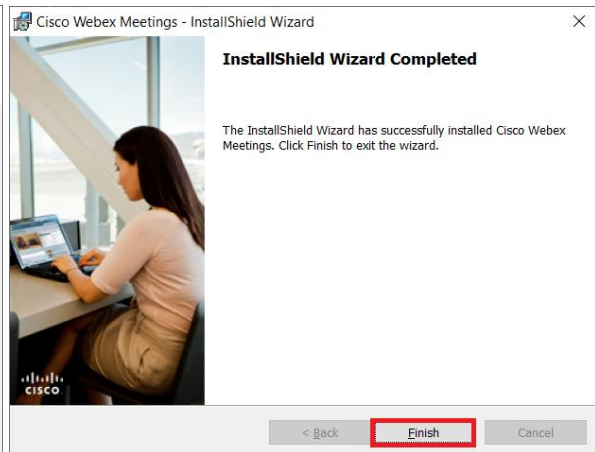 Cisco Webex Meetings - InstallShield Wizard
InstallShield Wizard Completed
The InstallShield Wizard has successfully installed Cisco Webex
Meetings. Click Finish to exit the wizard.
CISCO
< Back
Finish
Cancel